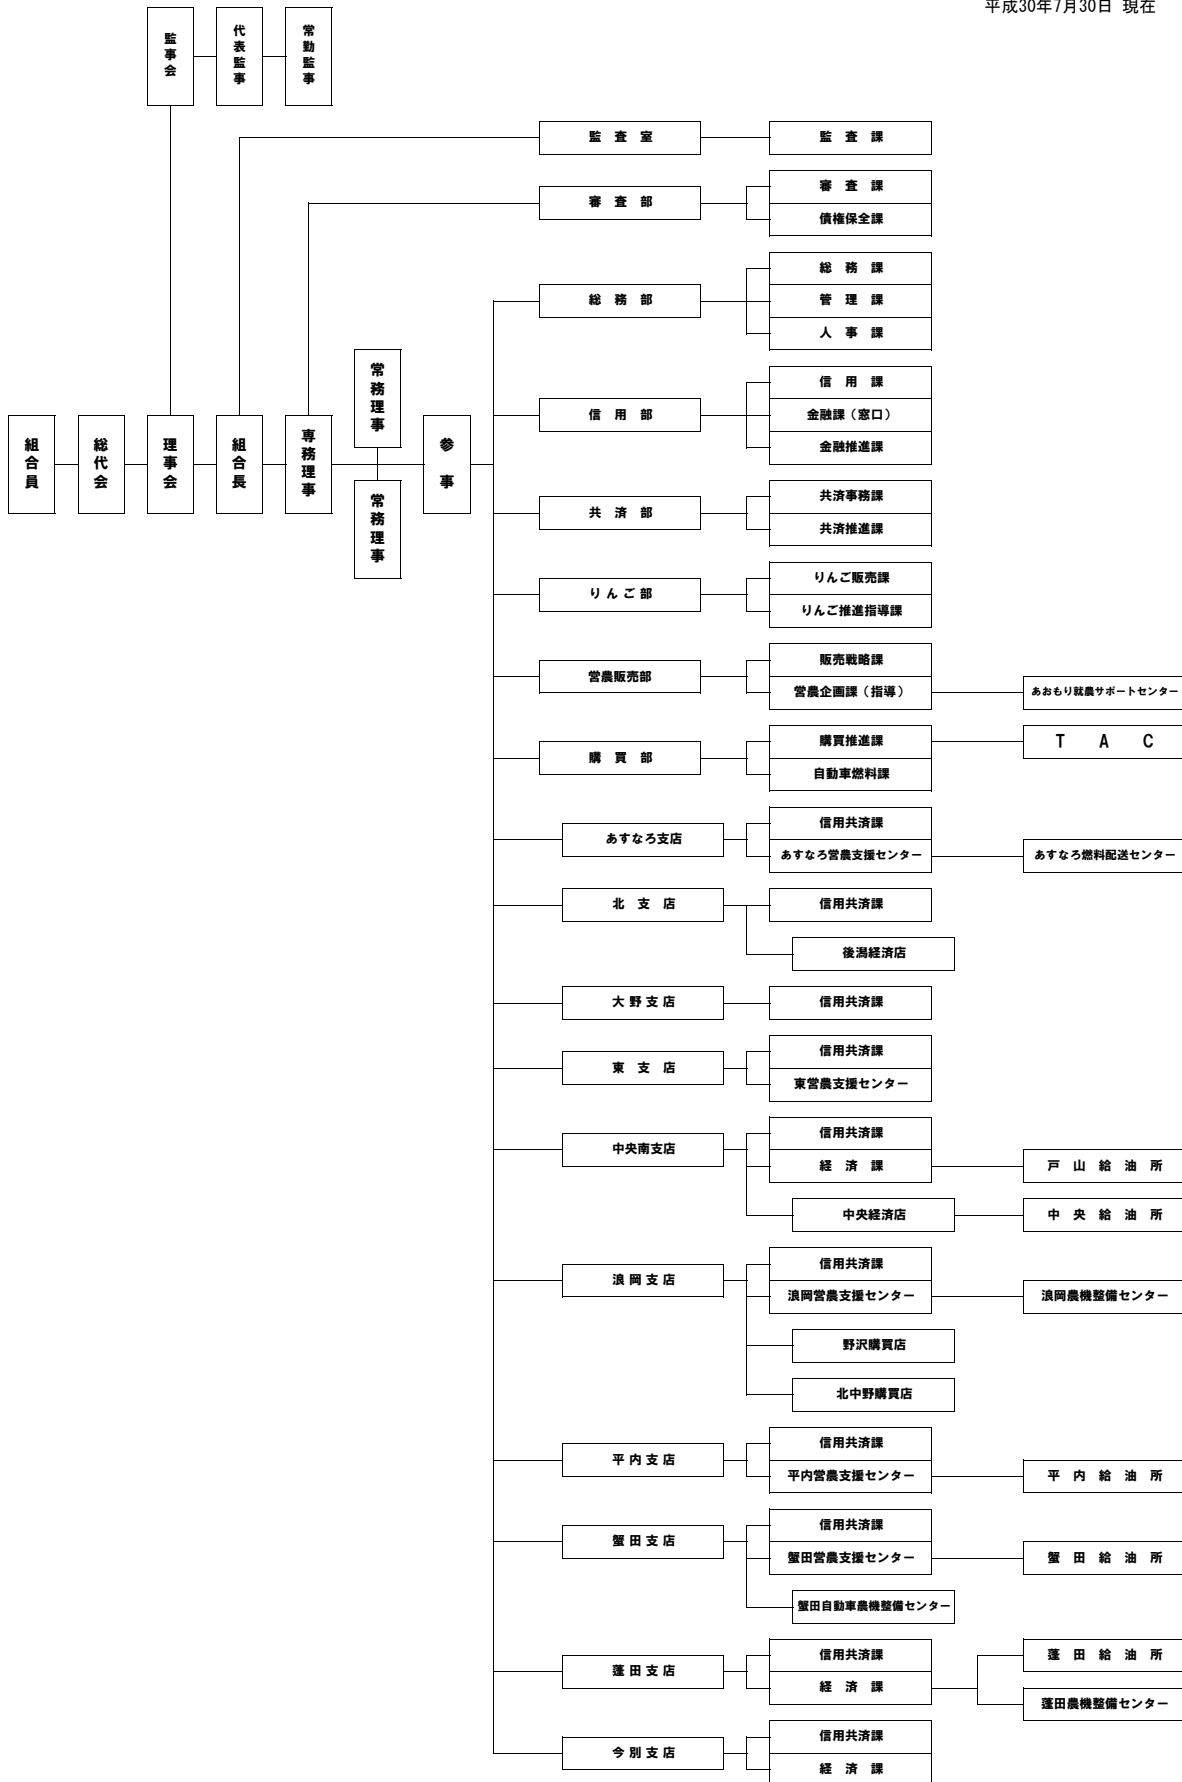 平成30年7月30日 現在
監事会
代表監事
常勤監事
監 査 室
監 査 課
審 査 部
審 査 課
債権保全課
総 務 部
総 務 課
管 理 課
人 事 課
組合員
総代会
理事会
組合長
専務理事
常務理事
常務理事
参 事
信 用 部
信 用 課
金融課（窓口）
金融推進課
共 済 部
共済事務課
共済推進課
りんご部
りんご販売課
りんご推進指導課
営農販売部
販売戦略課
営農企画課（指導）
あおもり就農サポートセンター
購 買 部
購買推進課
T A C
自動車燃料課
あすなろ支店
信用共済課
あすなろ営農支援センター
あすなろ燃料配送センター
北 支 店
信用共済課
後潟経済店
大野支店
信用共済課
東 支 店
信用共済課
東営農支援センター
中央南支店
信用共済課
経 済 課
戸 山 給 油 所
中央経済店
中 央 給 油 所
浪岡支店
信用共済課
浪岡営農支援センター
浪岡農機整備センター
野沢購買店
北中野購買店
平内支店
信用共済課
平内営農支援センター
平 内 給 油 所
蟹田支店
信用共済課
蟹田営農支援センター
蟹 田 給 油 所
蟹田自動車農機整備センター
蓬田支店
信用共済課
経 済 課
蓬 田 給 油 所
蓬田農機整備センター
今別支店
信用共済課
経 済 課